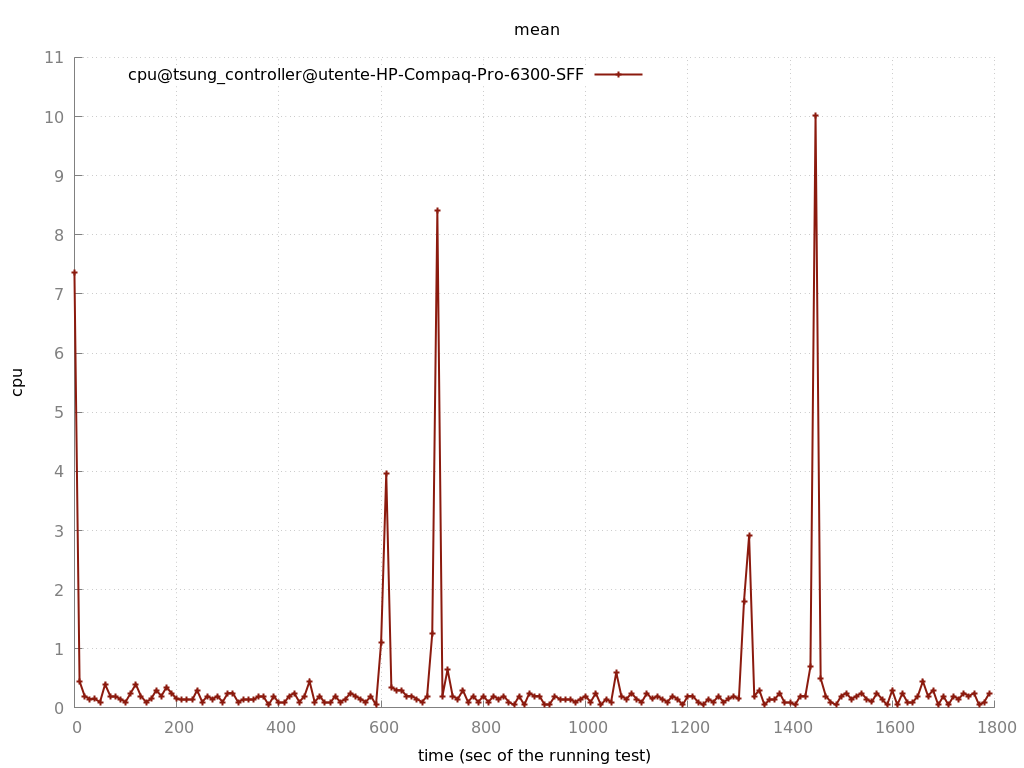 mean
cpu@tsung_controller@utente-HP-Compaq-Pro-6300-SFF
11
10
9
8
7
6
5
4
3
2
1
0
cpu
0 200 400 600 800 1000 1200 1400 1600 1800
time (sec of the running test)